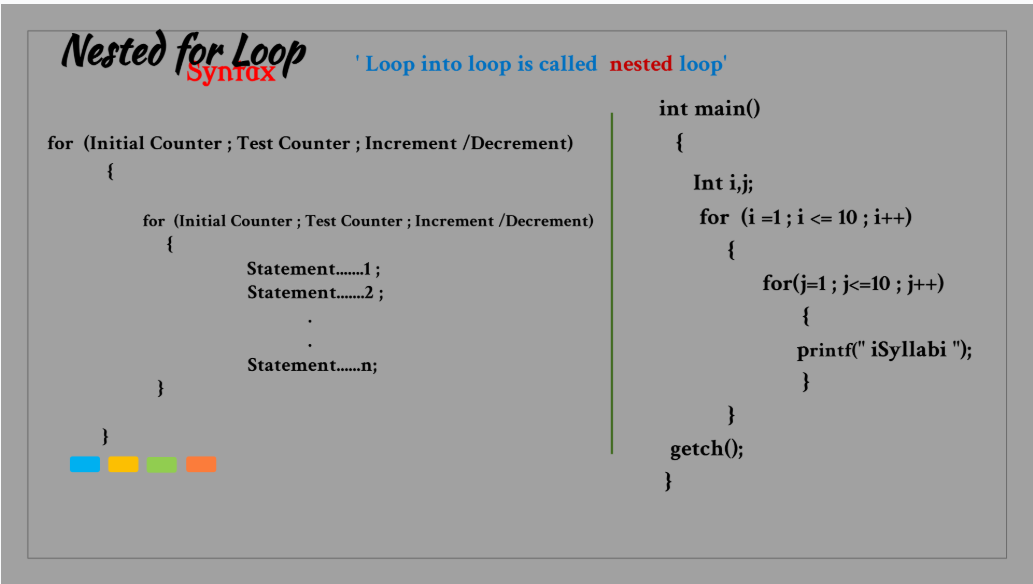 Nested for Loop
Syntax
' Loop into loop is called nested loop'
for (Initial Counter ; Test Counter ; Increment /Decrement)
{
for (Initial Counter ; Test Counter ; Increment /Decrement)
{
Statement.......1 ;
Statement.......2 ;
.
.
Statement......n;
}
}
int main()
{
Int i,j;
for (i =1 ; i <= 10 ; i++)
{
for(j=1 ; j<=10 ; j++)
{
printf(" iSyllabi ");
}
}
getch();
}